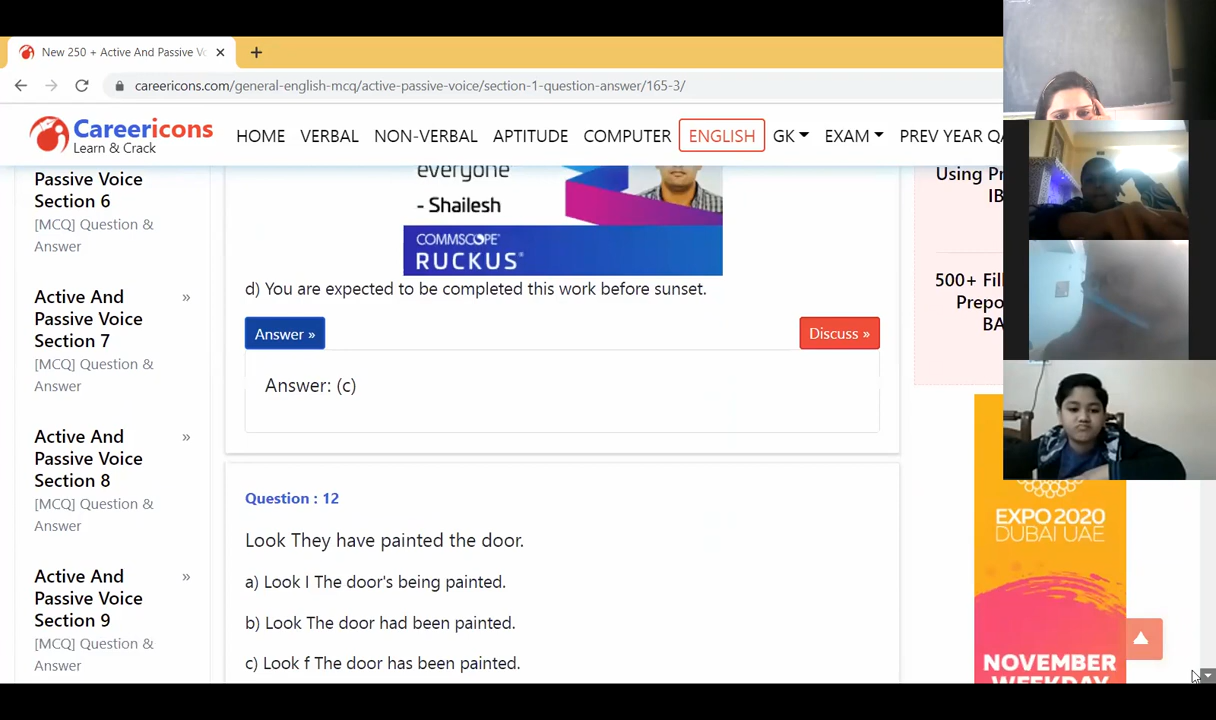 New 250 + Active And Passive Vo
careericons.com/general-english-mcq/active-passive-voice/section-1-question-answer/165-3/
Careericons
Learn & Crack
HOME VERBAL NON-VERBAL APTITUDE COMPUTER ENGLISH GK EXAM PREV YEAR QA
Passive Voice
Section 6
[MCQ] Question &
Answer
Active And »
Passive Voice
Section 7
[MCQ] Question &
Answer
Active And »
Passive Voice
Section 8
[MCQ] Question &
Answer
Active And »
Passive Voice
Section 9
[MCQ] Question &
Answer
everyone
- Shailesh
COMMSCOPE®
RUCKUS®
d) You are expected to be completed this work before sunset.
Answer » Discuss »
Answer: (c)
Question : 12
Look They have painted the door.
a) Look I The door's being painted.
b) Look The door had been painted.
c) Look f The door has been painted.
Using Pr
IB
500+ Fil
Prepo
BA
EXPO 2020
DUBAI UAE
NOVEMBER
WEEKDAY